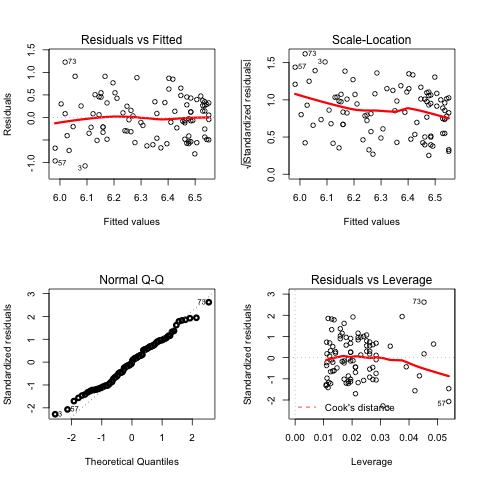 Residuals vs Fitted
Residuals
1.5
1.0
0.5
0.0
-1.0
73
57
3
6.0 6.1 6.2 6.3 6.4 6.5
Fitted values
Scale-Location
√|Standardized residuals|
1.5
1.0
0.5
0.0
73
57
3
6.0 6.1 6.2 6.3 6.4 6.5
Fitted values
Normal Q-Q
Standardized residuals
3
2
1
0
-1
-2
73
57
3
-2 -1 0 1 2
Theoretical Quantiles
Residuals vs Leverage
Standardized residuals
3
2
1
0
-1
-2
73
31
57
Cook's distance
0.00 0.01 0.02 0.03 0.04 0.05
Leverage